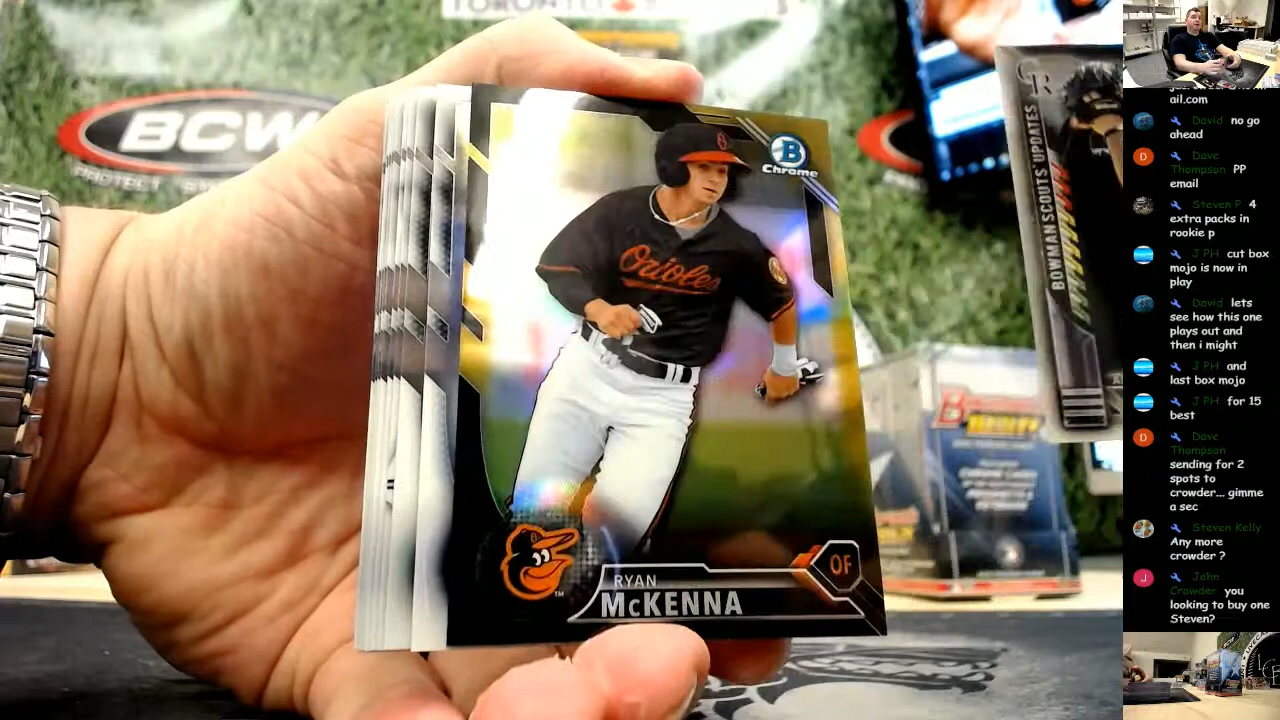 TORONTO
BCW
PROTECT
Chrome
B
Orioles
RYAN
McKENNA
OF
TM
BOWMAN SCOUTS' UPDATES
ail.com
David no go
ahead
D
Dave
Thompson PP
email
Steven P 4
extra packs in
rookie p
J PH cut box
mojo is now in
play
David lets
see how this one
plays out and
then i might
J PH and
last box mojo
J PH for 15
best
D
Dave
Thompson
sending for 2
spots to
crowder... gimme
a sec
Steven Kelly
Any more
crowder ?
J
John
Crowder you
looking to buy one
Steven?